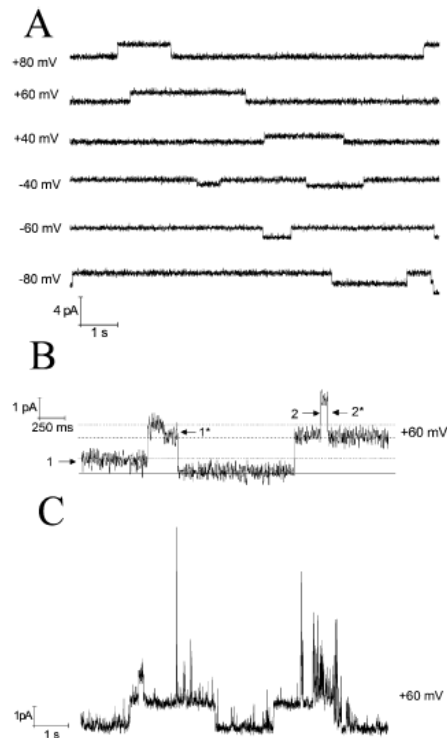 A
+80 mV
+60 mV
+40 mV
-40 mV
-60 mV
-80 mV
4 pA
1 s
B
1 pA
250 ms
1
1*
2
2*
+60 mV
C
+60 mV
1pA
1 s